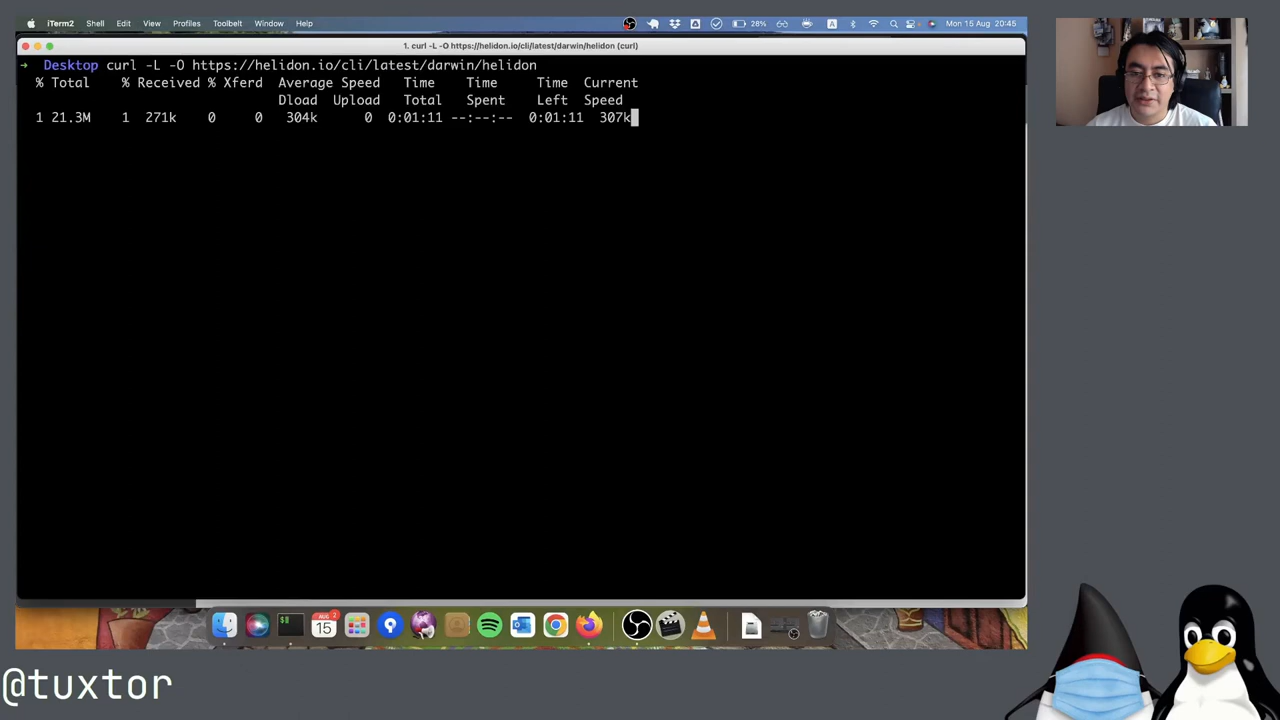 iTerm2 Shell Edit View Profiles Toolbelt Window Help 28% A Mon 15 Aug 20:45
1. curl -L -O https://helidon.io/cli/latest/darwin/helidon (curl)
→ Desktop curl -L -O https://helidon.io/cli/latest/darwin/helidon
% Total % Received % Xferd Average Speed Time Time Time Current
Dload Upload Total Spent Left Speed
1 21.3M 1 271k 0 0 304k 0 0:01:11 --:--:-- 0:01:11 307k
AUG
15
@tuxtor